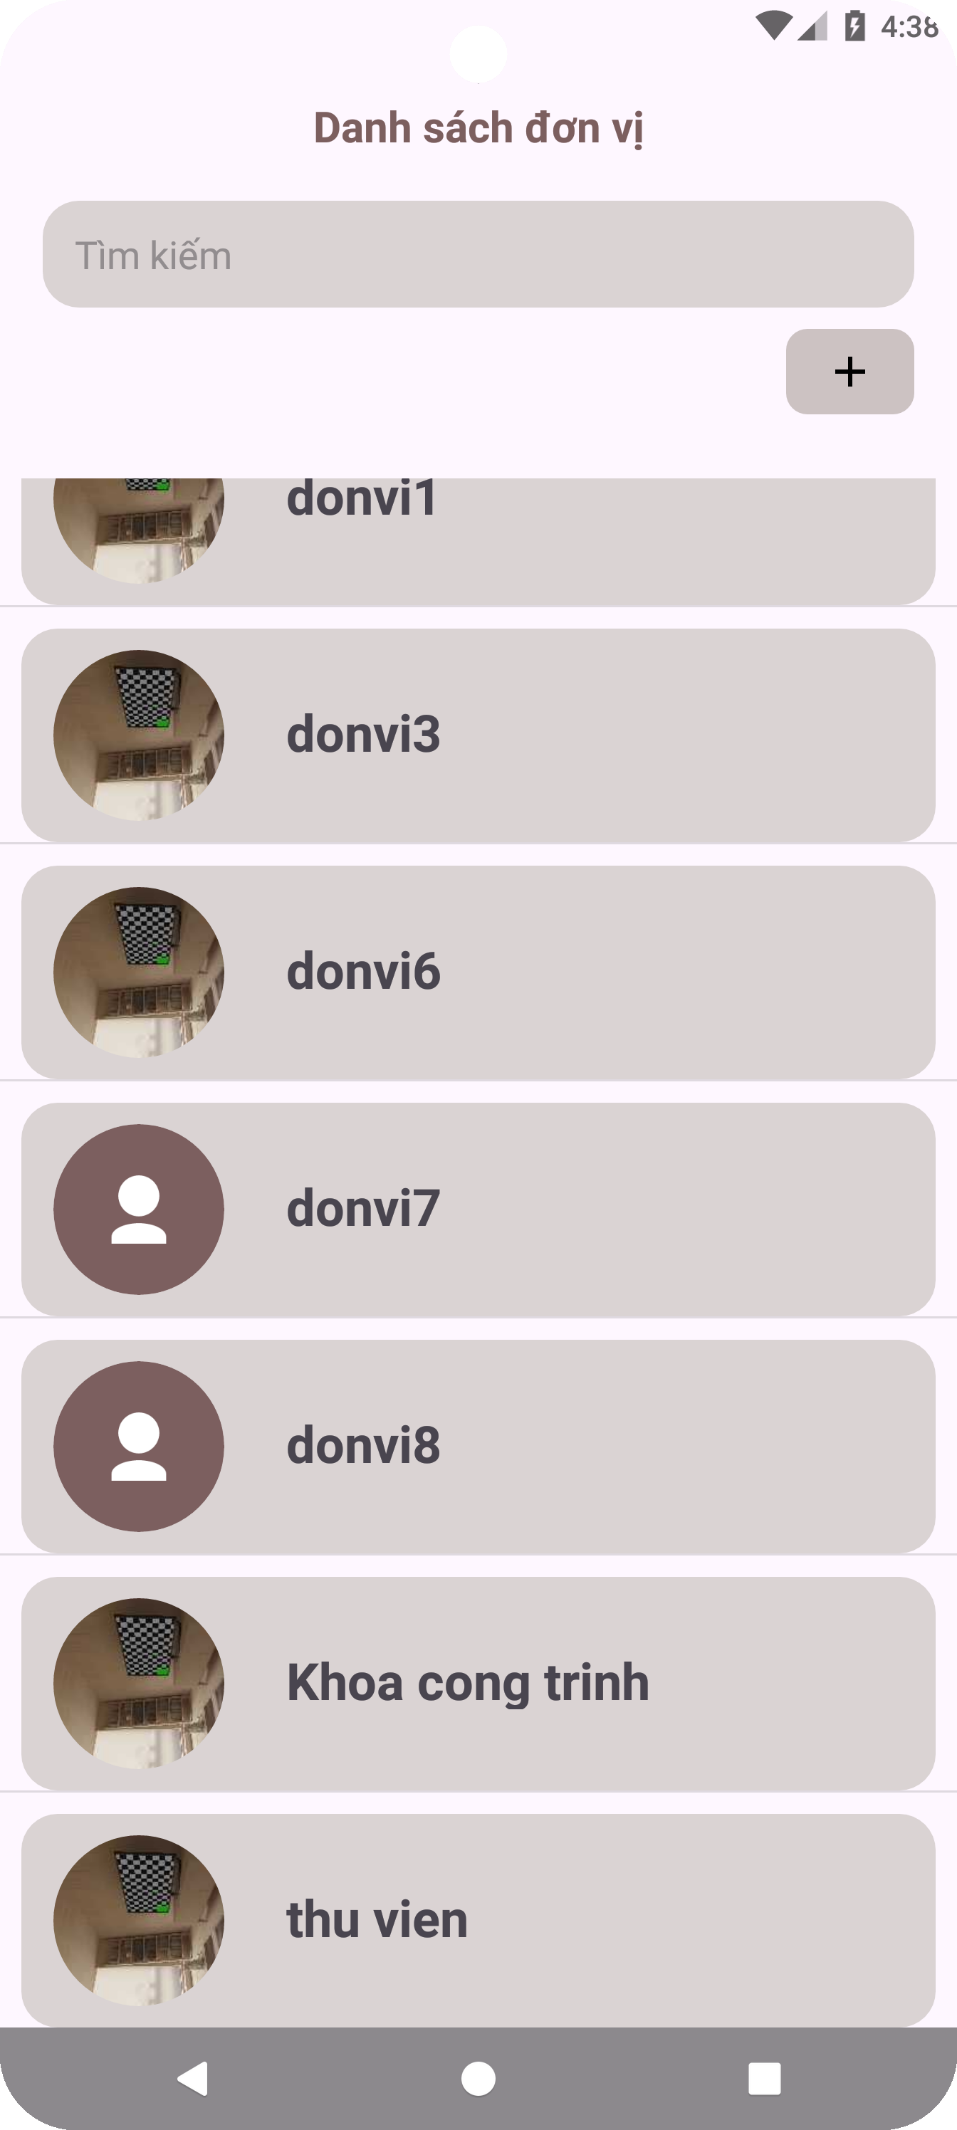 4:38
Danh sách đơn vị
Tìm kiếm
+
donvi1
donvi3
donvi6
donvi7
donvi8
Khoa cong trinh
thu vien